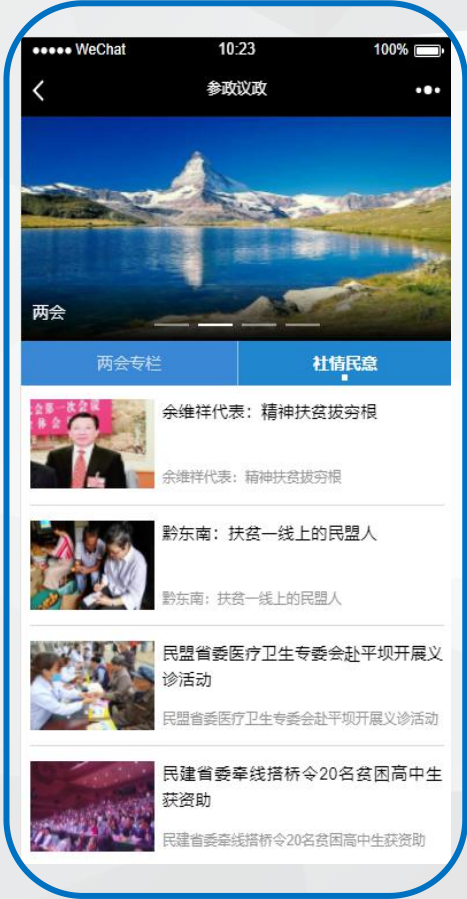 WeChat 10:23 100%
参政议政
两会
两会专栏 社情民意
余维祥代表：精神扶贫拔穷根
余维祥代表：精神扶贫拔穷根
黔东南：扶贫一线上的民盟人
黔东南：扶贫一线上的民盟人
民盟省委医疗卫生专委会赴平坝开展义
诊活动
民盟省委医疗卫生专委会赴平坝开展义诊活动
民建省委牵线搭桥令20名贫困高中生
获资助
民建省委牵线搭桥令20名贫困高中生获资助